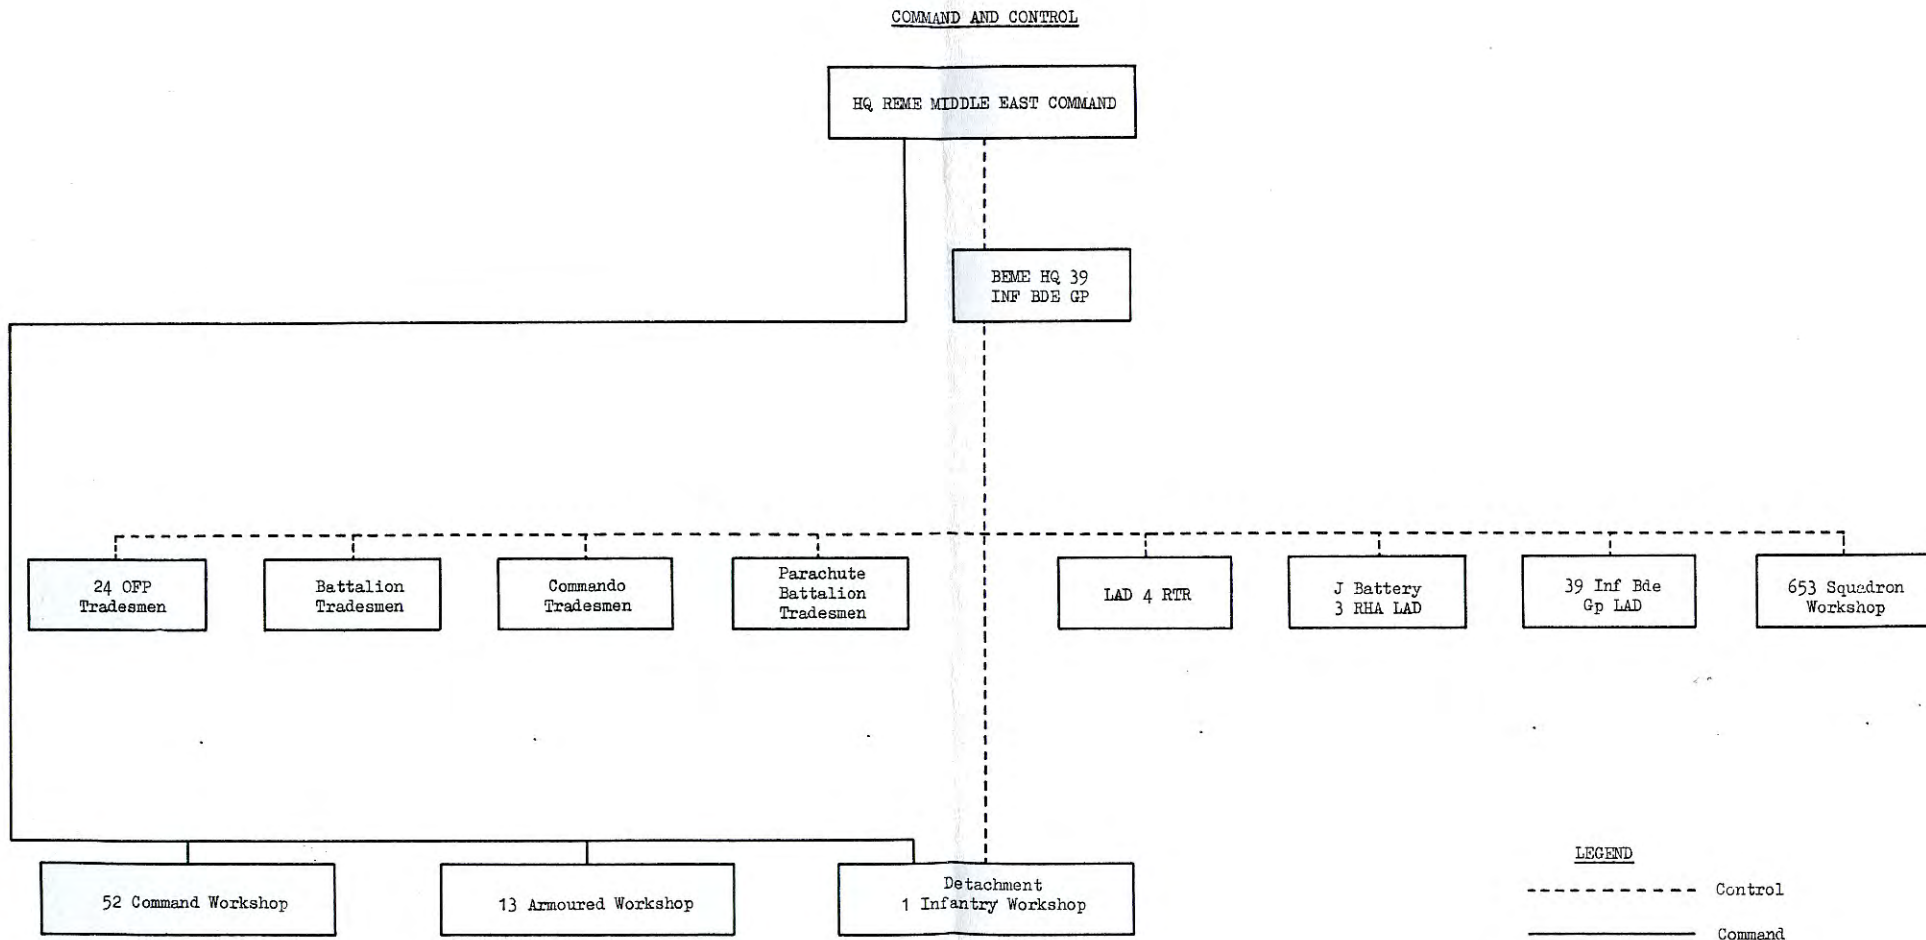 COMMAND AND CONTROL
HQ REME MIDDLE EAST COMMAND
BEME HQ 39
INF BDE GP
24 OFP
Tradesmen
Battalion
Tradesmen
Commando
Tradesmen
Parachute
Battalion
Tradesmen
LAD 4 RTR
J Battery
3 RHA LAD
39 Inf Bde
Gp LAD
653 Squadron
Workshop
52 Command Workshop
13 Armoured Workshop
Detachment
1 Infantry Workshop
LEGEND
Control
Command